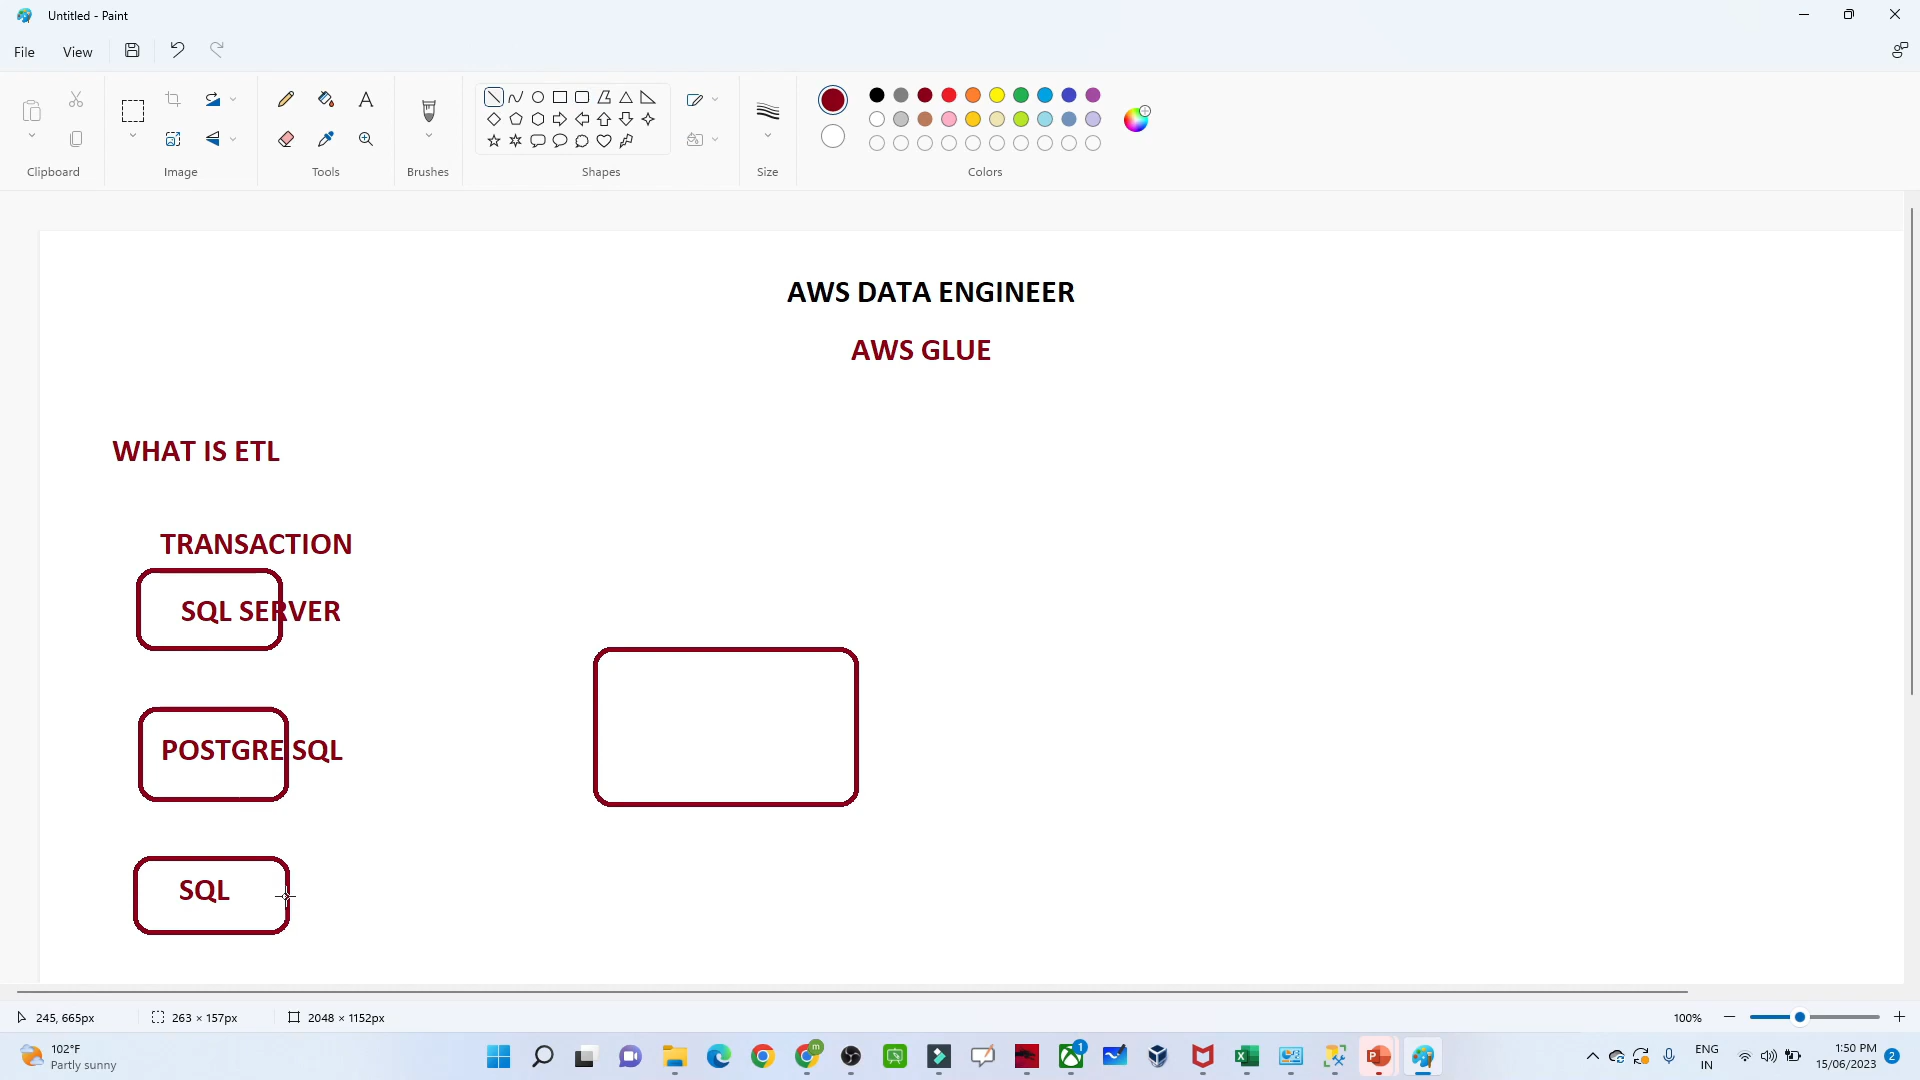 Untitled - Paint
File View
Clipboard
Image
Tools
Brushes
Shapes
Size
Colors
AWS DATA ENGINEER
AWS GLUE
WHAT IS ETL
TRANSACTION
SQL SERVER
POSTGRE SQL
SQL
245, 665px 263 × 157px 2048 × 1152px 100%
102°F
Partly sunny
m
1
ENG
IN
1:50 PM
15/06/2023
2